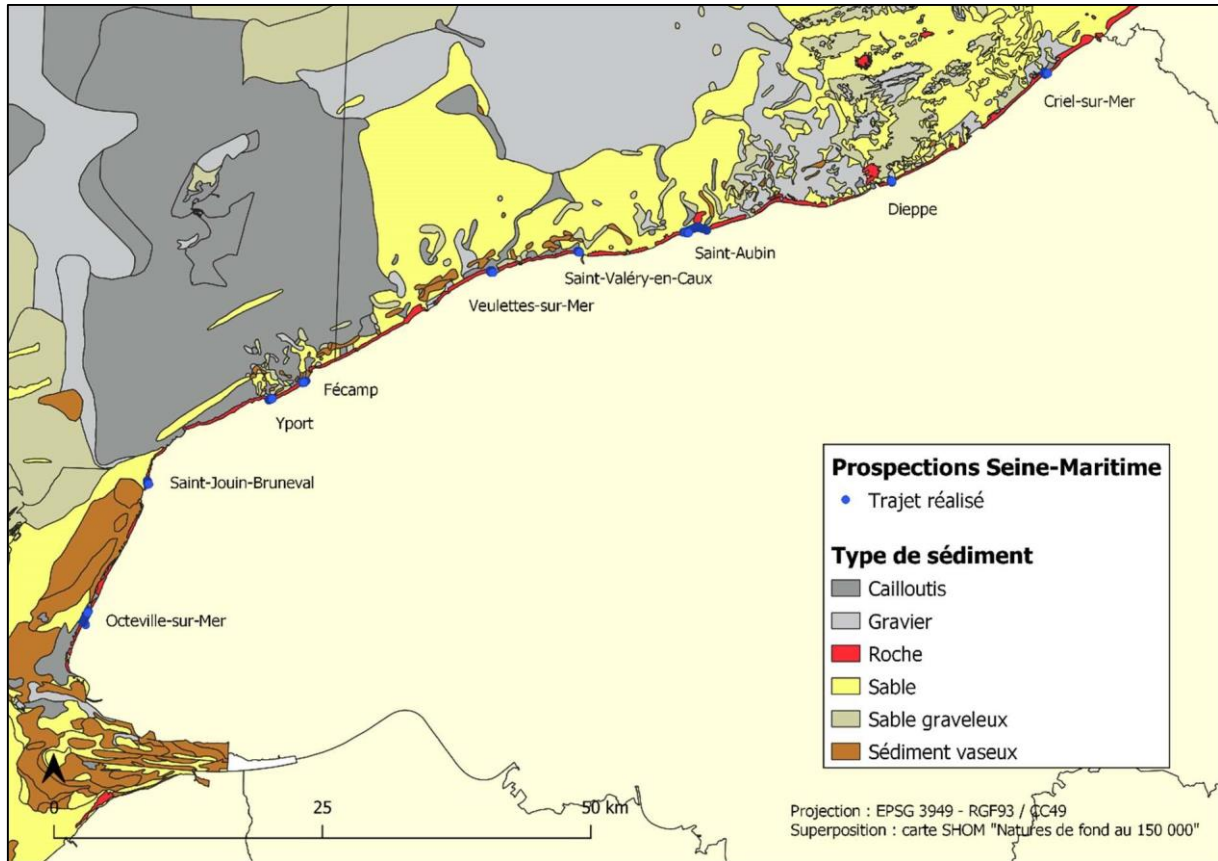 Criel-sur-Mer
Dieppe
Saint-Aubin
Saint-Valéry-en-Caux
Veulettes-sur-Mer
Fécamp
Yport
Saint-Jouin-Bruneval
Octeville-sur-Mer
Prospections Seine-Maritime
Trajet réalisé
Type de sédiment
Cailloutis
Gravier
Roche
Sable
Sable graveleux
Sédiment vaseux
0 25 50 km
Projection : EPSG 3949 - RGF93 / CC49
Superposition : carte SHOM "Natures de fond au 150 000"